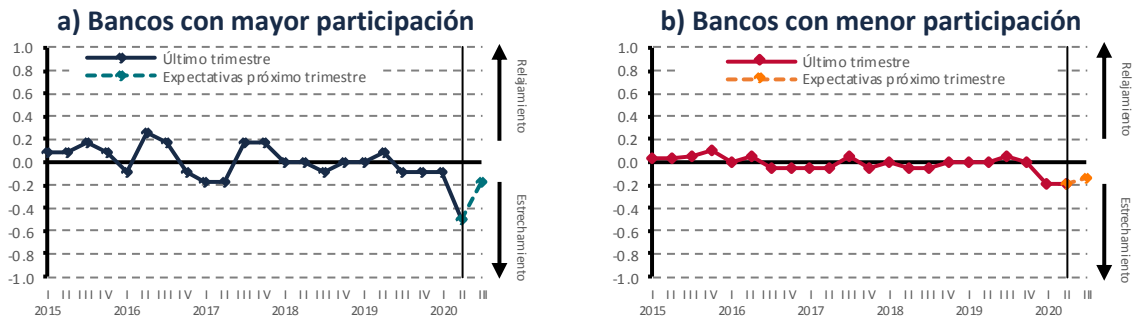 a) Bancos con mayor participación
1.0
0.8
0.6
0.4
0.2
0.0
-0.2
-0.4
-0.6
-0.8
-1.0
Último trimestre
Expectativas próximo trimestre
Relajamiento
Estrechamiento
I II III IV I II III IV I II III IV I II III IV I II III IV I II III
2015 2016 2017 2018 2019 2020
b) Bancos con menor participación
1.0
0.8
0.6
0.4
0.2
0.0
-0.2
-0.4
-0.6
-0.8
-1.0
Último trimestre
Expectativas próximo trimestre
Relajamiento
Estrechamiento
I II III IV I II III IV I II III IV I II III IV I II III IV I II III
2015 2016 2017 2018 2019 2020